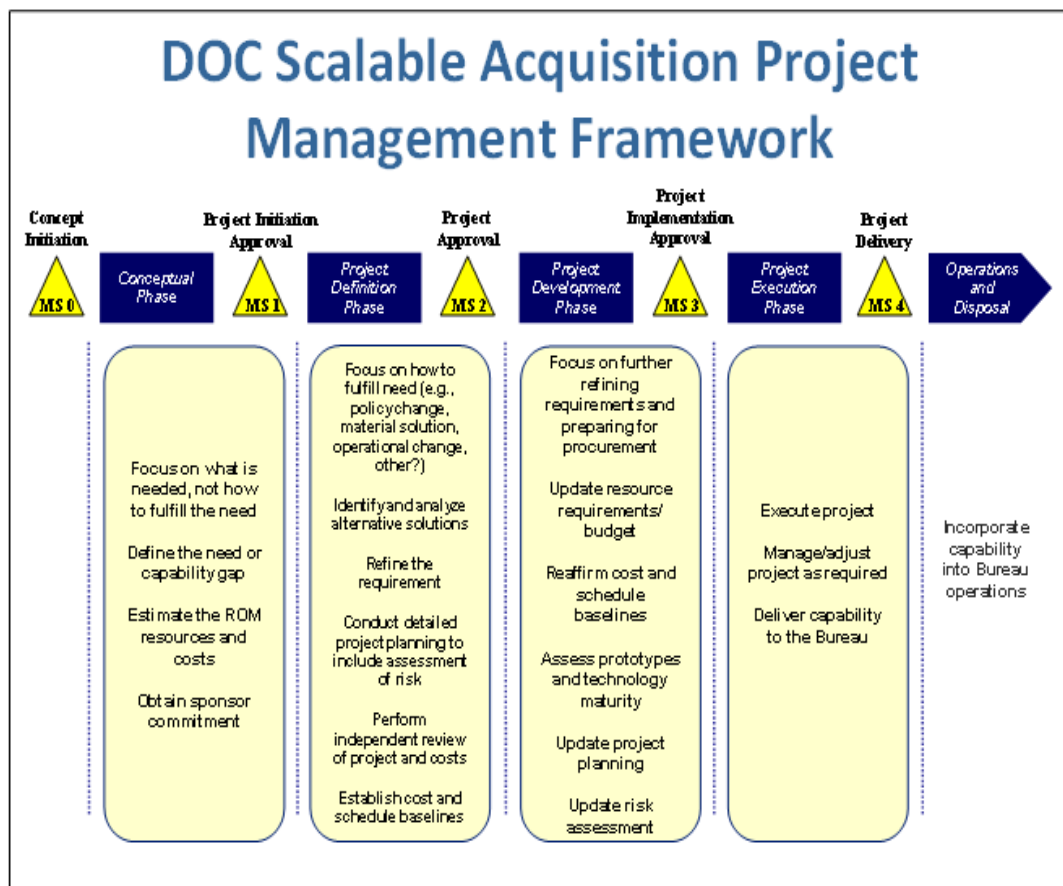 DOC Scalable Acquisition Project
Management Framework
Concept
Initiation
MS 0
Conceptual
Phase
Project Initiation
Approval
MS 1
Project
Definition
Phase
Project
Approval
MS 2
Project
Development
Phase
Project
Implementation
Approval
MS 3
Project
Execution
Phase
Project
Delivery
MS 4
Operations
and
Disposal
Focus on what is
needed, not how
to fulfill the need
Define the need or
capability gap
Estimate the ROM
resources and
costs
Obtain sponsor
commitment
Focus on how to
fulfill need (e.g.,
policy change,
material solution,
operational change,
other?)
Identify and analyze
alternative solutions
Refine the
requirement
Conduct detailed
project planning to
include assessment
of risk
Perform
independent review
of project and costs
Establish cost and
schedule baselines
Focus on further
refining
requirements and
preparing for
procurement
Update resource
requirements/
budget
Reaffirm cost and
schedule
baselines
Assess prototypes
and technology
maturity
Update project
planning
Update risk
assessment
Execute project
Manage/adjust
project as required
Deliver capability
to the Bureau
Incorporate
capability
into Bureau
operations